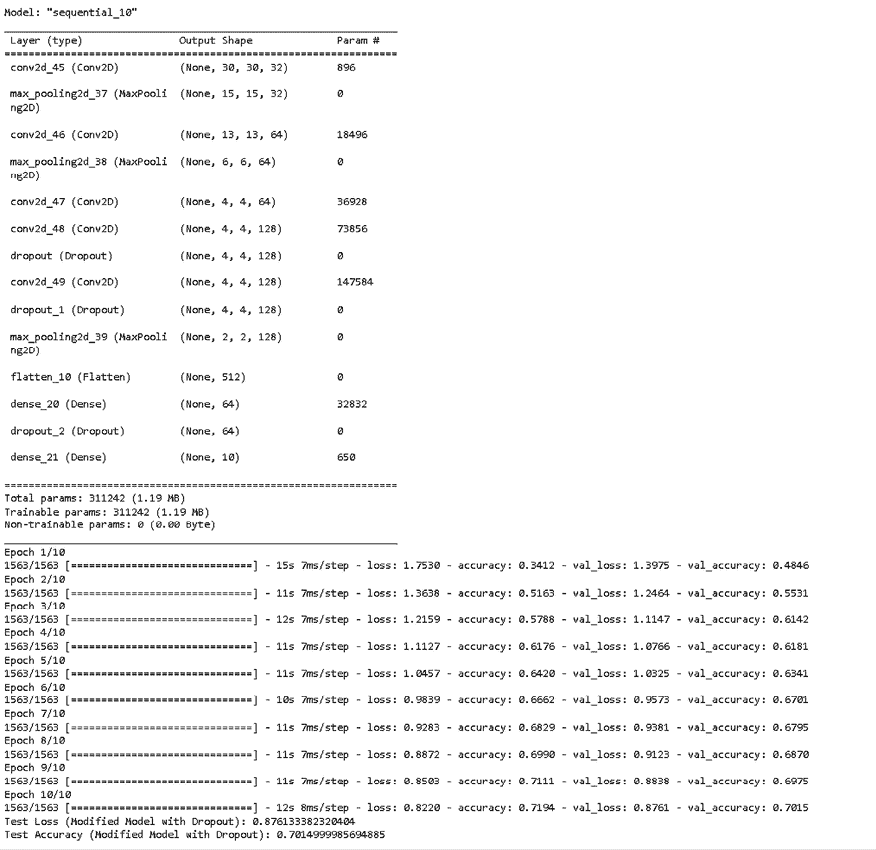 Model: "sequential_10"
Layer (type) Output Shape Param #
=================================================================
conv2d_45 (Conv2D) (None, 30, 30, 32) 896
max_pooling2d_37 (MaxPooli (None, 15, 15, 32) 0
ng2D)
conv2d_46 (Conv2D) (None, 13, 13, 64) 18496
max_pooling2d_38 (MaxPooli (None, 6, 6, 64) 0
ng2D)
conv2d_47 (Conv2D) (None, 4, 4, 64) 36928
conv2d_48 (Conv2D) (None, 4, 4, 128) 73856
dropout (Dropout) (None, 4, 4, 128) 0
conv2d_49 (Conv2D) (None, 4, 4, 128) 147584
dropout_1 (Dropout) (None, 4, 4, 128) 0
max_pooling2d_39 (MaxPooli (None, 2, 2, 128) 0
ng2D)
flatten_10 (Flatten) (None, 512) 0
dense_20 (Dense) (None, 64) 32832
dropout_2 (Dropout) (None, 64) 0
dense_21 (Dense) (None, 10) 650
=================================================================
Total params: 311242 (1.19 MB)
Trainable params: 311242 (1.19 MB)
Non-trainable params: 0 (0.00 Byte)
Epoch 1/10
1563/1563 [==============================] - 15s 7ms/step - loss: 1.7530 - accuracy: 0.3412 - val_loss: 1.3975 - val_accuracy: 0.4846
Epoch 2/10
1563/1563 [==============================] - 11s 7ms/step - loss: 1.3638 - accuracy: 0.5163 - val_loss: 1.2464 - val_accuracy: 0.5531
Epoch 3/10
1563/1563 [==============================] - 12s 7ms/step - loss: 1.2159 - accuracy: 0.5788 - val_loss: 1.1147 - val_accuracy: 0.6142
Epoch 4/10
1563/1563 [==============================] - 11s 7ms/step - loss: 1.1127 - accuracy: 0.6176 - val_loss: 1.0766 - val_accuracy: 0.6181
Epoch 5/10
1563/1563 [==============================] - 11s 7ms/step - loss: 1.0457 - accuracy: 0.6420 - val_loss: 1.0325 - val_accuracy: 0.6341
Epoch 6/10
1563/1563 [==============================] - 10s 7ms/step - loss: 0.9839 - accuracy: 0.6662 - val_loss: 0.9573 - val_accuracy: 0.6701
Epoch 7/10
1563/1563 [==============================] - 11s 7ms/step - loss: 0.9283 - accuracy: 0.6829 - val_loss: 0.9381 - val_accuracy: 0.6795
Epoch 8/10
1563/1563 [==============================] - 11s 7ms/step - loss: 0.8872 - accuracy: 0.6990 - val_loss: 0.9123 - val_accuracy: 0.6870
Epoch 9/10
1563/1563 [==============================] - 11s 7ms/step - loss: 0.8503 - accuracy: 0.7111 - val_loss: 0.8838 - val_accuracy: 0.6975
Epoch 10/10
1563/1563 [==============================] - 12s 8ms/step - loss: 0.8220 - accuracy: 0.7194 - val_loss: 0.8761 - val_accuracy: 0.7015
Test Loss (Modified Model with Dropout): 0.876133382320404
Test Accuracy (Modified Model with Dropout): 0.7014999985694885